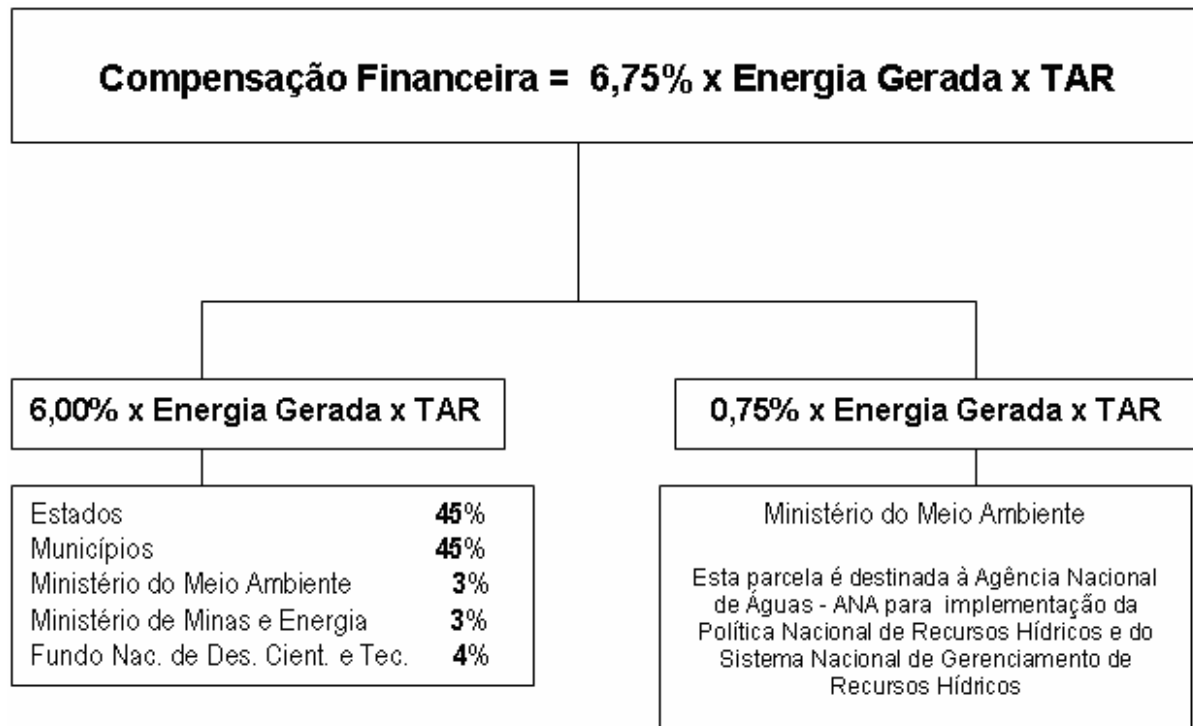 Compensação Financeira = 6,75% x Energia Gerada x TAR
6,00% x Energia Gerada x TAR
Estados 45%
Municípios 45%
Ministério do Meio Ambiente 3%
Ministério de Minas e Energia 3%
Fundo Nac. de Des. Cient. e Tec. 4%
0,75% x Energia Gerada x TAR
Ministério do Meio Ambiente
Esta parcela é destinada à Agência Nacional
de Águas - ANA para implementação da
Política Nacional de Recursos Hídricos e do
Sistema Nacional de Gerenciamento de
Recursos Hídricos